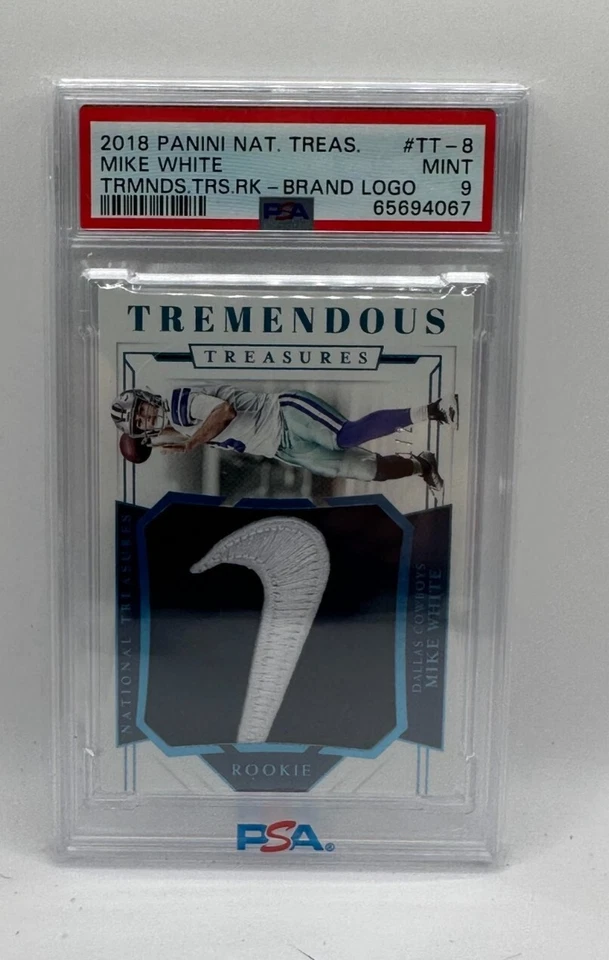 2018 PANINI NAT. TREAS. #TT-8
MIKE WHITE MINT
TRMNDS.TRS.RK - BRAND LOGO 9
PSA 65694067
TREMENDOUS
TREASURES
NATIONAL TREASURES
DALLAS COWBOYS
MIKE WHITE
ROOKIE
PSA®